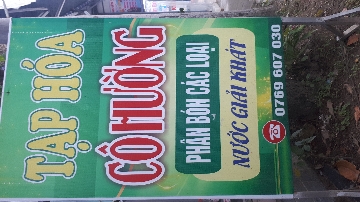 TẠP HÓA
CÔ HƯỜNG
PHÂN BÓN CÁC LOẠI
NƯỚC GIẢI KHÁT
0769 607 030